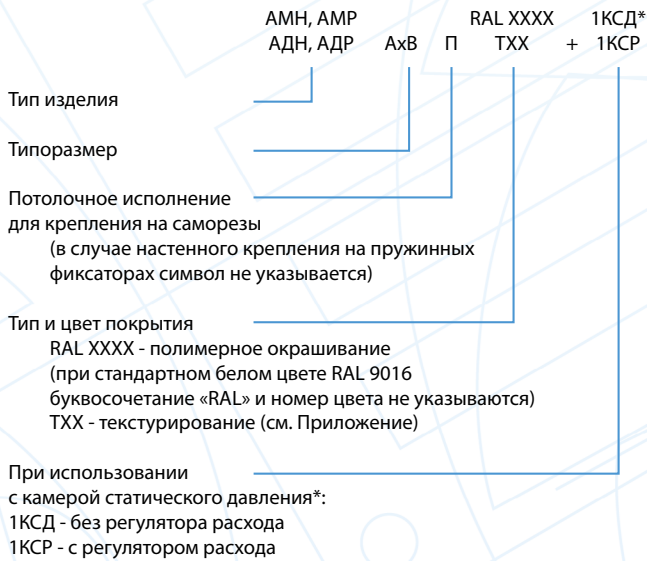 АМН, АМР RAL XXXX 1КСД*
АДН, АДР АхВ П ТХХ + 1КСР
Тип изделия
Типоразмер
Потолочное исполнение
для крепления на саморезы
(в случае настенного крепления на пружинных
фиксаторах символ не указывается)
Тип и цвет покрытия
RAL XXXX - полимерное окрашивание
(при стандартном белом цвете RAL 9016
буквосочетание «RAL» и номер цвета не указываются)
ТХХ - текстурирование (см. Приложение)
При использовании
с камерой статического давления*:
1КСД - без регулятора расхода
1КСР - с регулятором расхода